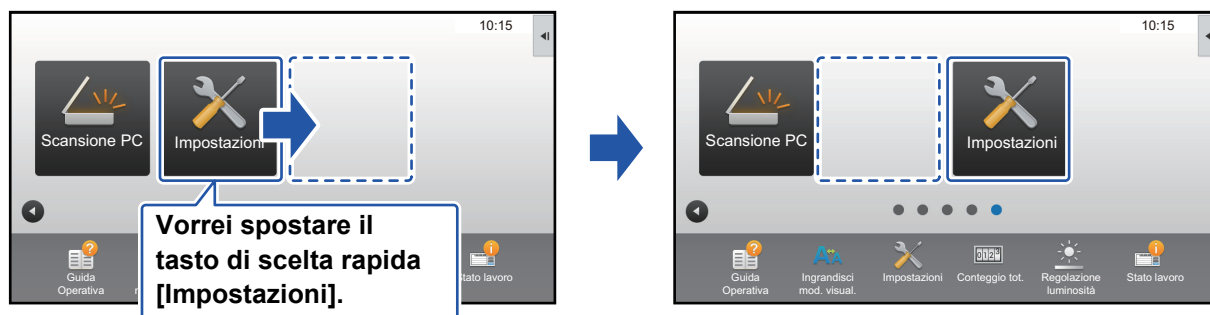 10:15
Scansione PC
Impostazioni
Vorrei spostare il
tasto di scelta rapida
[Impostazioni].
Guida
Operativa
Stato lavoro
10:15
Scansione PC
Impostazioni
Guida
Operativa
Ingrandisci
mod. visual.
Impostazioni
Conteggio tot.
Regolazione
luminosità
Stato lavoro